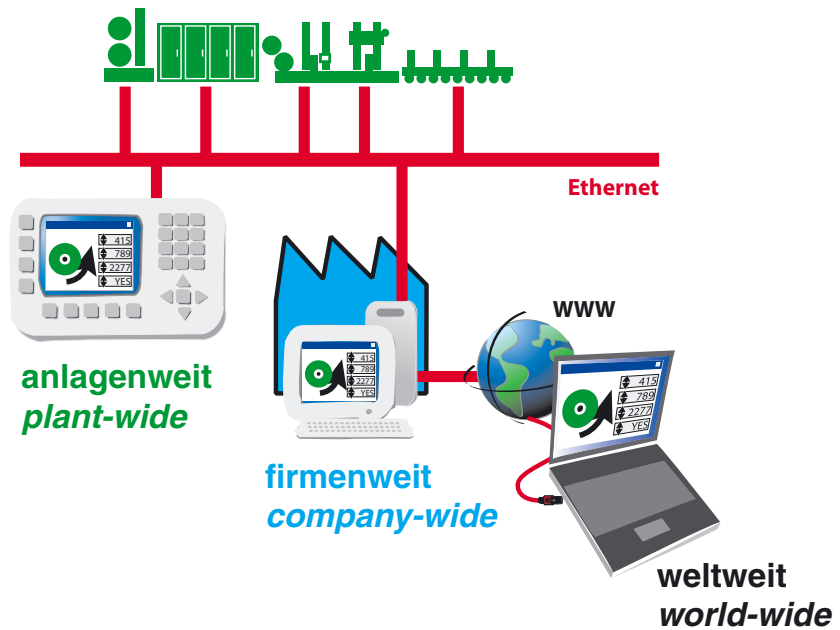 Ethernet
415
789
2277
YES
anlagenweit
plant-wide
415
789
2277
YES
firmenweit
company-wide
www
415
789
2277
YES
weltweit
world-wide